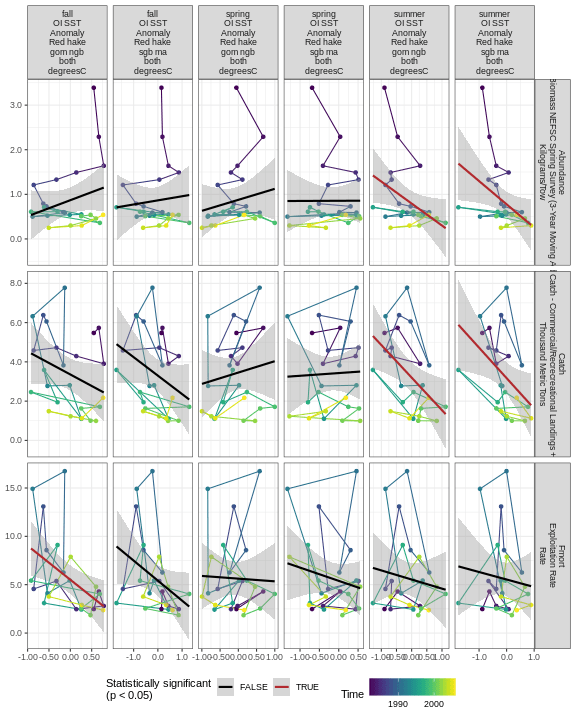 fall
OI SST
Anomaly
Red hake
gom ngb
both
degreesC
fall
OI SST
Anomaly
Red hake
sgb ma
both
degreesC
spring
OI SST
Anomaly
Red hake
gom ngb
both
degreesC
spring
OI SST
Anomaly
Red hake
sgb ma
both
degreesC
summer
OI SST
Anomaly
Red hake
gom ngb
both
degreesC
summer
OI SST
Anomaly
Red hake
sgb ma
both
degreesC
3.0
2.0
1.0
0.0
Abundance
Biomass NEFSC Spring Survey (3-Year Moving A
Kilograms/Tow
8.0
6.0
4.0
2.0
0.0
Catch
Catch - Commercial/Recreational Landings +
Thousand Metric Tons
15.0
10.0
5.0
0.0
Fmort
Exploitation Rate
Rate
-1.00 -0.50 0.00 0.50
-1.0 0.0 1.0
-1.00 -0.50 0.00 0.50 1.00
-1.00 -0.50 0.00 0.50 1.00
-1.00 -0.50 0.00 0.50 1.00
-1.0 0.0 1.0
Statistically significant
(p < 0.05)
FALSE
TRUE
Time
1990 2000